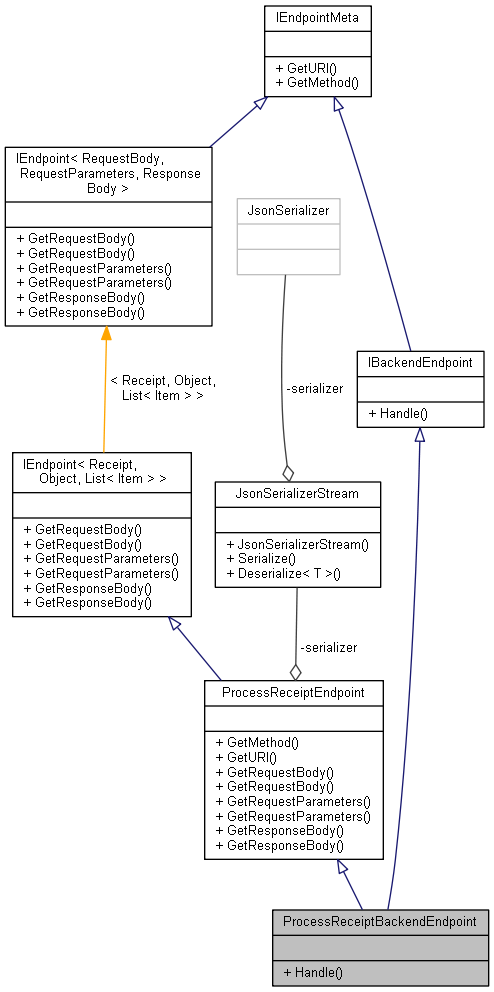 IEndpointMeta
+ GetURI()
+ GetMethod()
IEndpoint< RequestBody,
RequestParameters, Response
Body >
+ GetRequestBody()
+ GetRequestBody()
+ GetRequestParameters()
+ GetRequestParameters()
+ GetResponseBody()
+ GetResponseBody()
JsonSerializer
IBackendEndpoint
+ Handle()
< Receipt, Object,
List< Item > >
-serializer
IEndpoint< Receipt,
Object, List< Item > >
+ GetRequestBody()
+ GetRequestBody()
+ GetRequestParameters()
+ GetRequestParameters()
+ GetResponseBody()
+ GetResponseBody()
JsonSerializerStream
+ JsonSerializerStream()
+ Serialize()
+ Deserialize< T >()
-serializer
ProcessReceiptEndpoint
+ GetMethod()
+ GetURI()
+ GetRequestBody()
+ GetRequestBody()
+ GetRequestParameters()
+ GetRequestParameters()
+ GetResponseBody()
+ GetResponseBody()
ProcessReceiptBackendEndpoint
+ Handle()